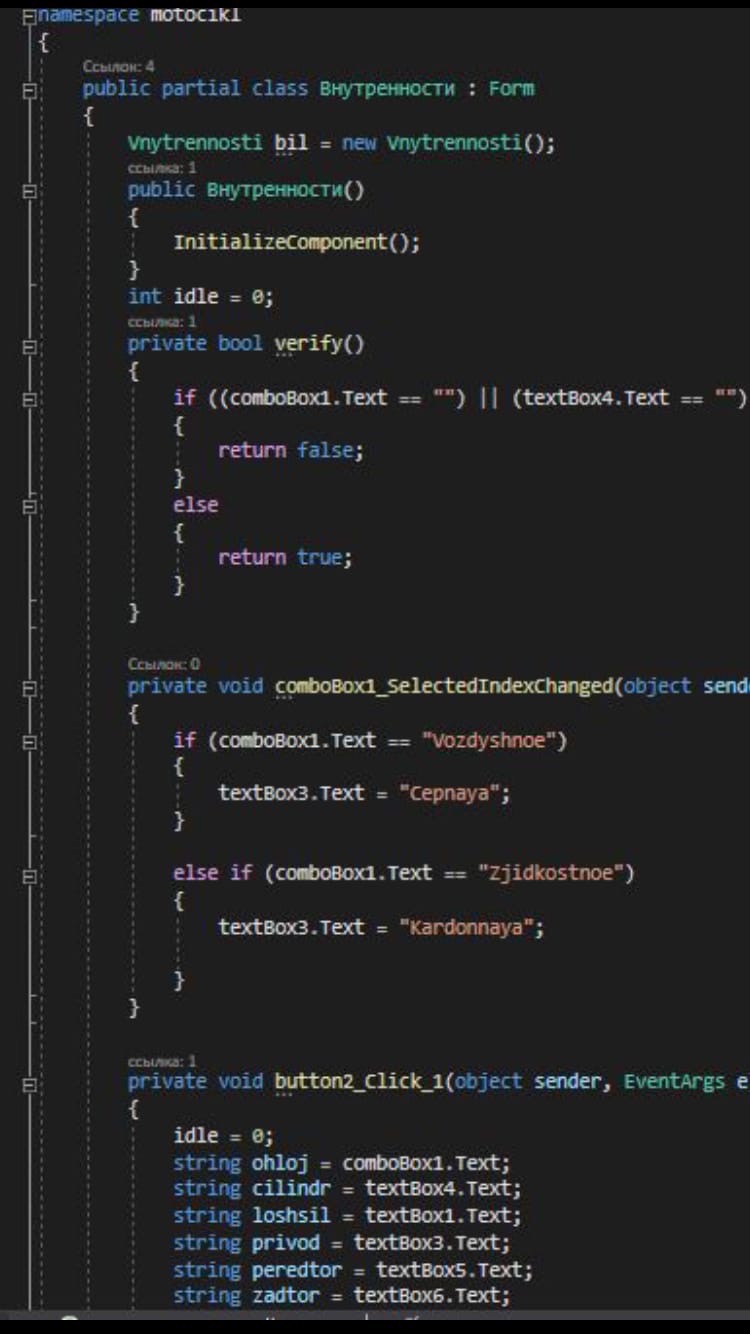 namespace motocikl
{
Ссылок: 4
public partial class Внутренности : Form
{
Vnytrennosti bil = new Vnytrennosti();
ссылка: 1
public Внутренности()
{
InitializeComponent();
}
int idle = 0;
ссылка: 1
private bool verify()
{
if ((comboBox1.Text == "") || (textBox4.Text == "")
{
return false;
}
else
{
return true;
}
}
Ссылок: 0
private void comboBox1_SelectedIndexChanged(object sende
{
if (comboBox1.Text == "Vozdyshnoe")
{
textBox3.Text = "Cepnaya";
}
else if (comboBox1.Text == "Zjidkostnoe")
{
textBox3.Text = "Kardonnaya";
}
}
ссылка: 1
private void button2_Click_1(object sender, EventArgs e
{
idle = 0;
string ohloj = comboBox1.Text;
string cilindr = textBox4.Text;
string loshsil = textBox1.Text;
string privod = textBox3.Text;
string peredtor = textBox5.Text;
string zadtor = textBox6.Text;